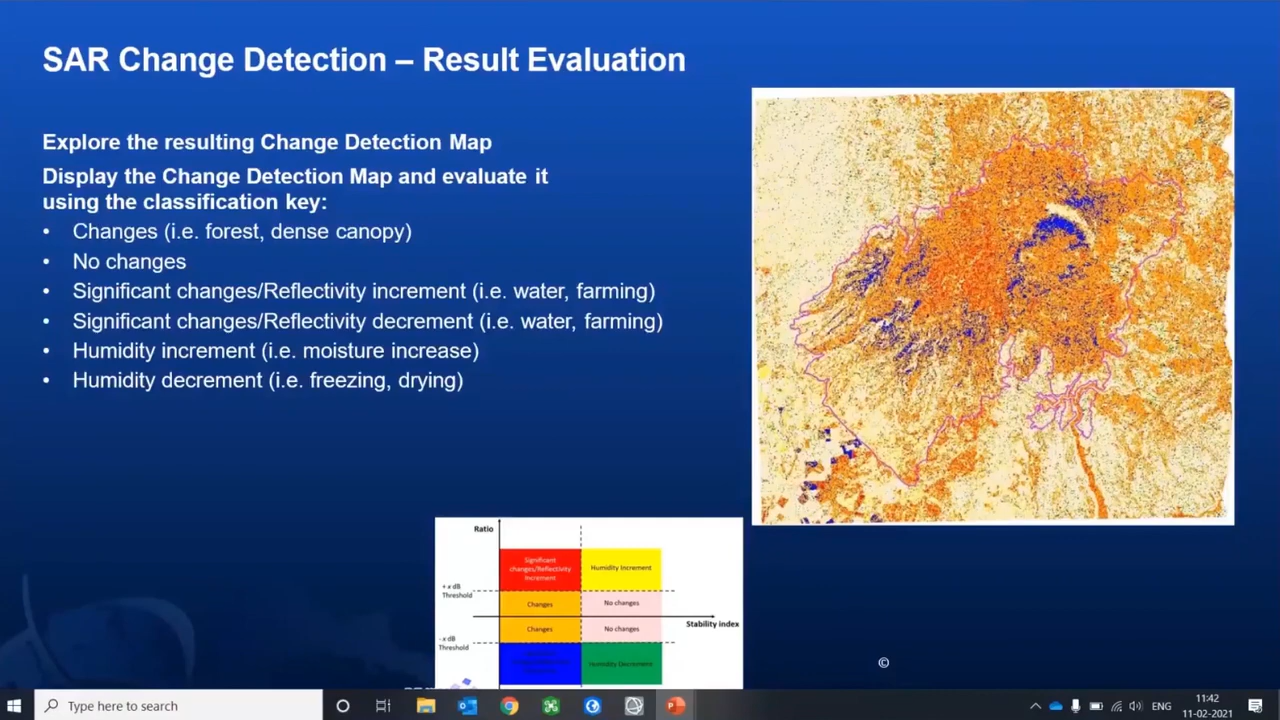 SAR Change Detection – Result Evaluation
Explore the resulting Change Detection Map
Display the Change Detection Map and evaluate it
using the classification key:
• Changes (i.e. forest, dense canopy)
• No changes
• Significant changes/Reflectivity increment (i.e. water, farming)
• Significant changes/Reflectivity decrement (i.e. water, farming)
• Humidity increment (i.e. moisture increase)
• Humidity decrement (i.e. freezing, drying)
Ratio
Significant
changes/Reflectivity
Increment
Humidity Increment
+ x dB
Threshold
Changes
No changes
Stability index
Changes
No changes
- x dB
Threshold
Humidity Decrement
©
Type here to search
ENG
11:42
11-02-2021